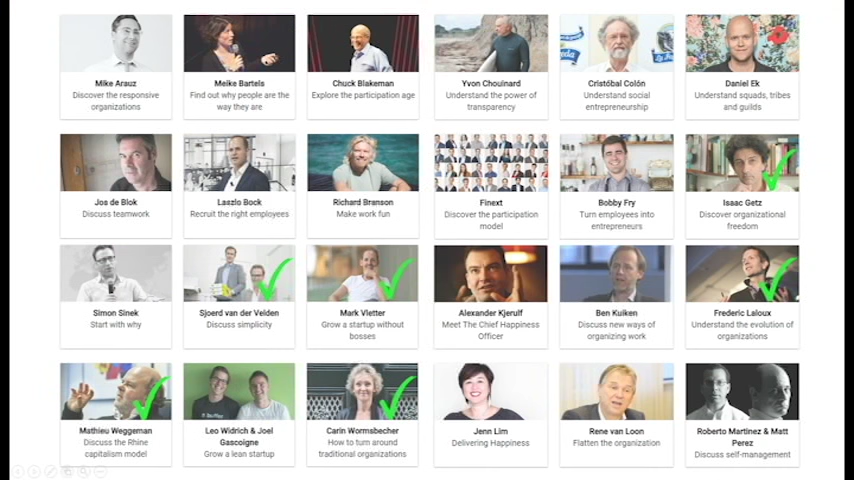 Mike Arauz
Discover the responsive
organizations
Meike Bartels
Find out why people are the
way they are
Chuck Blakeman
Explore the participation age
Yvon Chouinard
Understand the power of
transparency
Cristóbal Colón
Understand social
entrepreneurship
Daniel Ek
Understand squads, tribes
and guilds
Jos de Blok
Discuss teamwork
Laszlo Bock
Recruit the right employees
Richard Branson
Make work fun
Finext
Discover the participation
model
Bobby Fry
Turn employees into
entrepreneurs
Isaac Getz
Discover organizational
freedom
Simon Sinek
Start with why
Sjoerd van der Velden
Discuss simplicity
Mark Vletter
Grow a startup without
bosses
Alexander Kjerulf
Meet The Chief Happiness
Officer
Ben Kuiken
Discuss new ways of
organizing work
Frederic Laloux
Understand the evolution of
organizations
Mathieu Weggeman
Discuss the Rhine
capitalism model
Leo Widrich & Joel
Gascoigne
Grow a lean startup
Carin Wormsbecher
How to turn around
traditional organizations
Jenn Lim
Delivering Happiness
Rene van Loon
Flatten the organization
Roberto Martinez & Matt
Perez
Discuss self-management